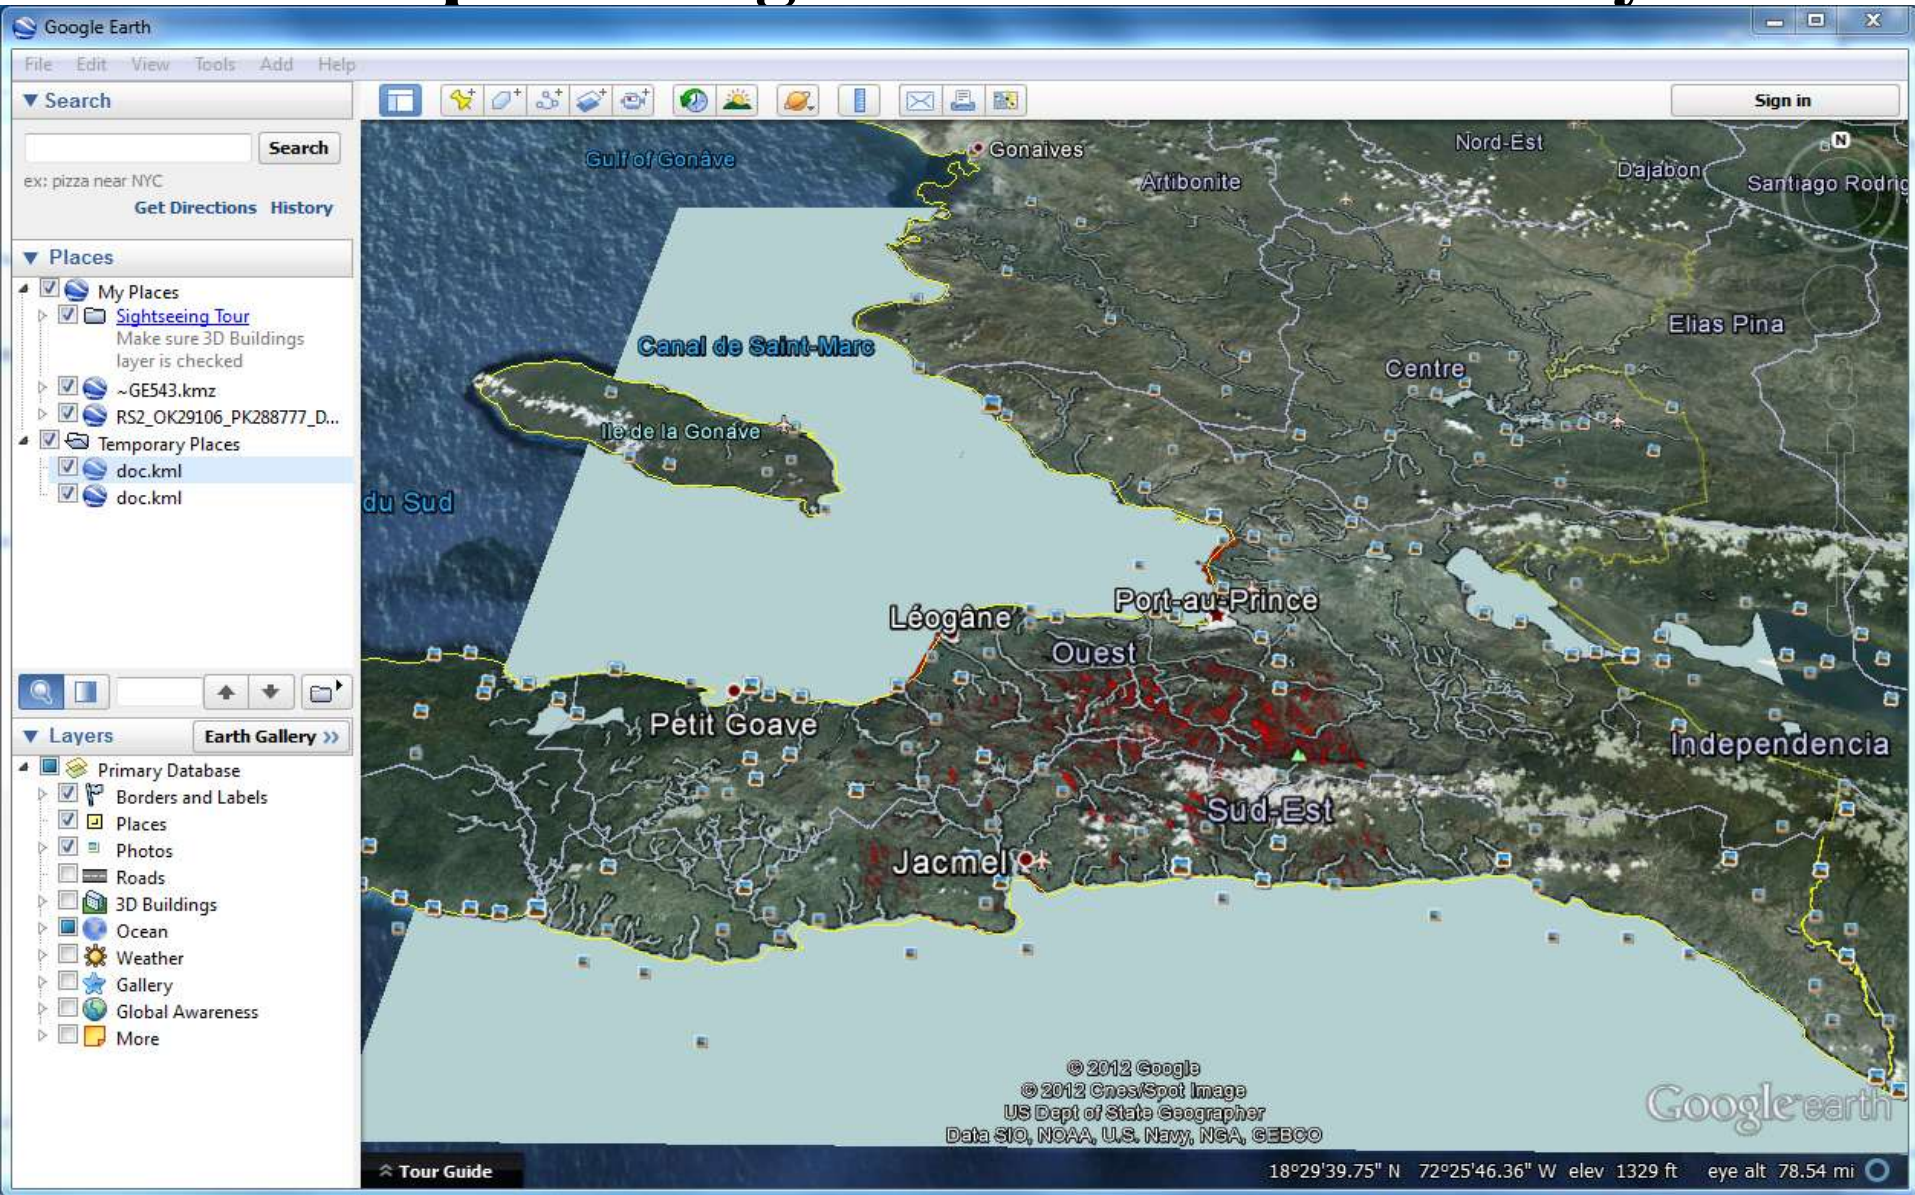 Google Earth
File Edit View Tools Add Help
Search
Search
ex: pizza near NYC
Get Directions History
Places
My Places
Sightseeing Tour
Make sure 3D Buildings
layer is checked
~GE543.kmz
RS2_OK29106_PK288777_D...
Temporary Places
doc.kml
doc.kml
Layers
Earth Gallery »
Primary Database
Borders and Labels
Places
Photos
Roads
3D Buildings
Ocean
Weather
Gallery
Global Awareness
More
Sign in
N
Gulf of Gonâve
Gonaives
Nord-Est
Artibonite
Dajabon
Santiago Rodrig
Elias Pina
Canal de Saint-Marc
Centre
Ile de la Gonave
du Sud
Port-au-Prince
Léogâne
Ouest
Petit Goave
Independencia
Sud-Est
Jacmel
© 2012 Google
© 2012 Cnes/Spot Image
US Dept of State Geographer
Data SIO, NOAA, U.S. Navy, NGA, GEBCO
Google earth
Tour Guide
18°29'39.75" N 72°25'46.36" W elev 1329 ft eye alt 78.54 mi